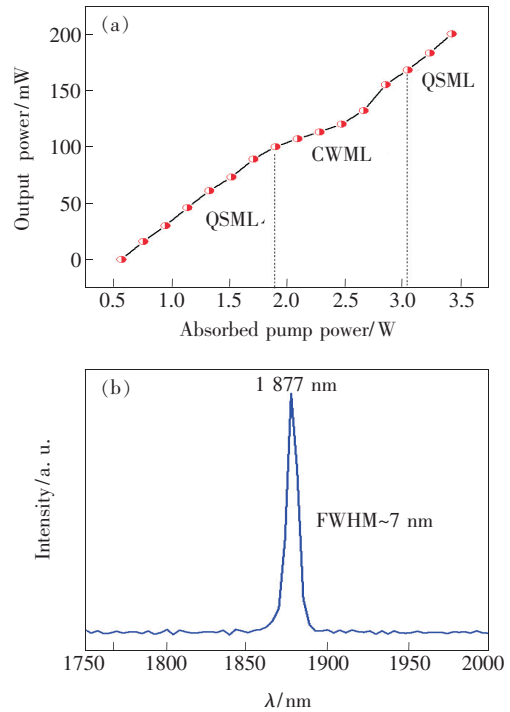 (a)
200
150
100
50
0
Output power/mW
QSML
CWML
QSML
0.5 1.0 1.5 2.0 2.5 3.0 3.5
Absorbed pump power/W
(b)
1 877 nm
FWHM~7 nm
Intensity/a. u.
1750 1800 1850 1900 1950 2000
λ/nm